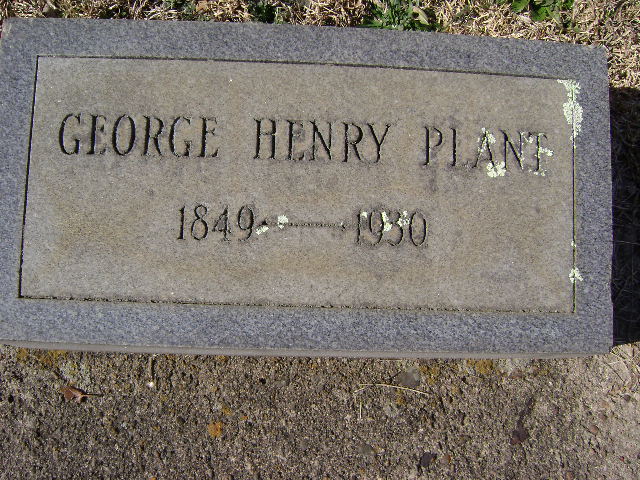 GEORGE HENRY PLANT
1849 — 1930